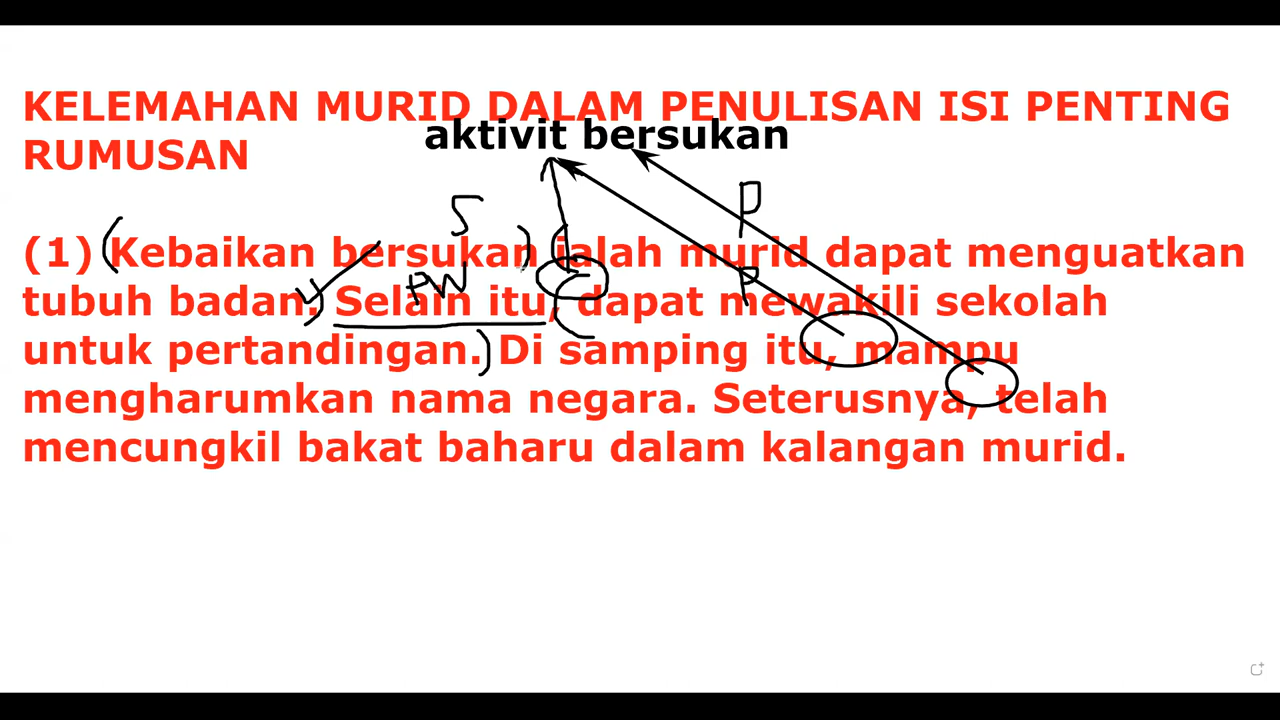 KELEMAHAN MURID DALAM PENULISAN ISI PENTING
aktivit bersukan
RUMUSAN
S
P
(1) (Kebaikan bersukan) ialah murid dapat menguatkan
PW
P
tubuh badan. Selain itu, dapat mewakili sekolah
untuk pertandingan.) Di samping itu, mampu
mengharumkan nama negara. Seterusnya, telah
mencungkil bakat baharu dalam kalangan murid.